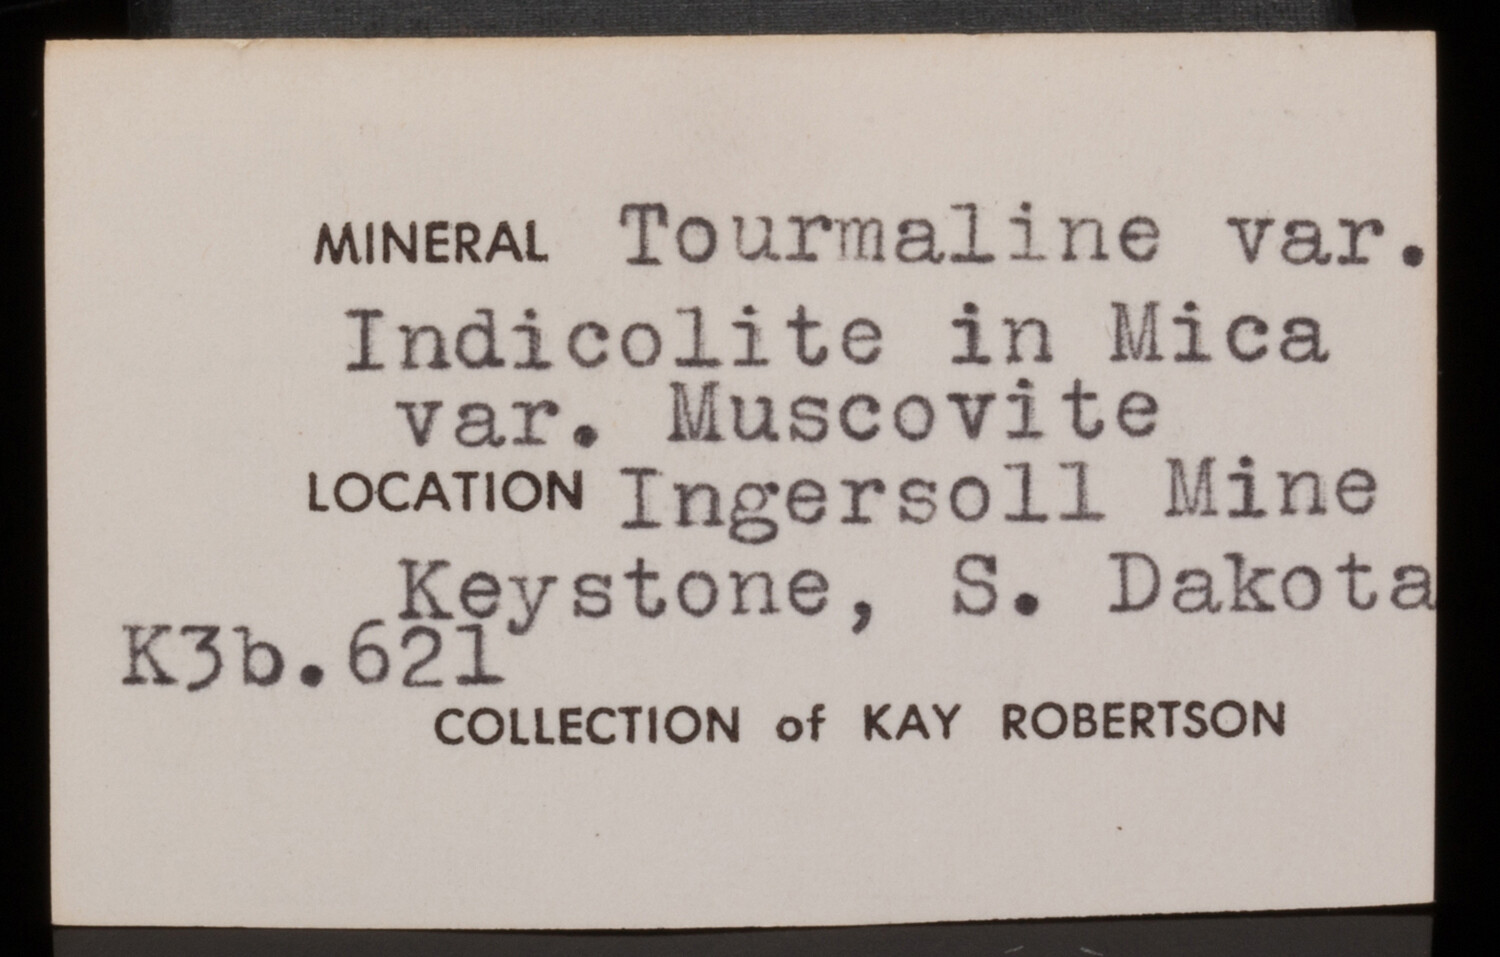 MINERAL Tourmaline var.
Indicolite in Mica
var. Muscovite
LOCATION Ingersoll Mine
Keystone, S. Dakota
K3b.621
COLLECTION of KAY ROBERTSON